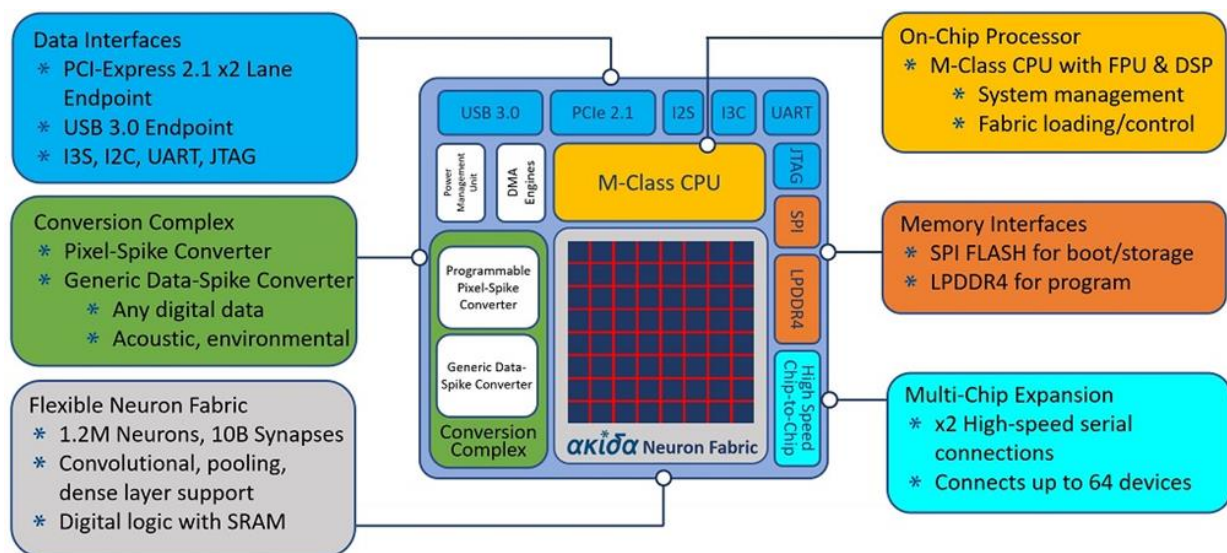 Data Interfaces
* PCI-Express 2.1 x2 Lane
Endpoint
* USB 3.0 Endpoint
* I3S, I2C, UART, JTAG
Conversion Complex
* Pixel-Spike Converter
* Generic Data-Spike Converter
* Any digital data
* Acoustic, environmental
Flexible Neuron Fabric
* 1.2M Neurons, 10B Synapses
* Convolutional, pooling,
dense layer support
* Digital logic with SRAM
USB 3.0
PCIe 2.1
I2S
I3C
UART
Power
Management
Unit
DMA
Engines
M-Class CPU
JTAG
SPI
LPDDR4
High Speed
Chip-to-Chip
Programmable
Pixel-Spike
Converter
Generic Data-
Spike Converter
Conversion
Complex
akida Neuron Fabric
On-Chip Processor
* M-Class CPU with FPU & DSP
* System management
* Fabric loading/control
Memory Interfaces
* SPI FLASH for boot/storage
* LPDDR4 for program
Multi-Chip Expansion
* x2 High-speed serial
connections
* Connects up to 64 devices